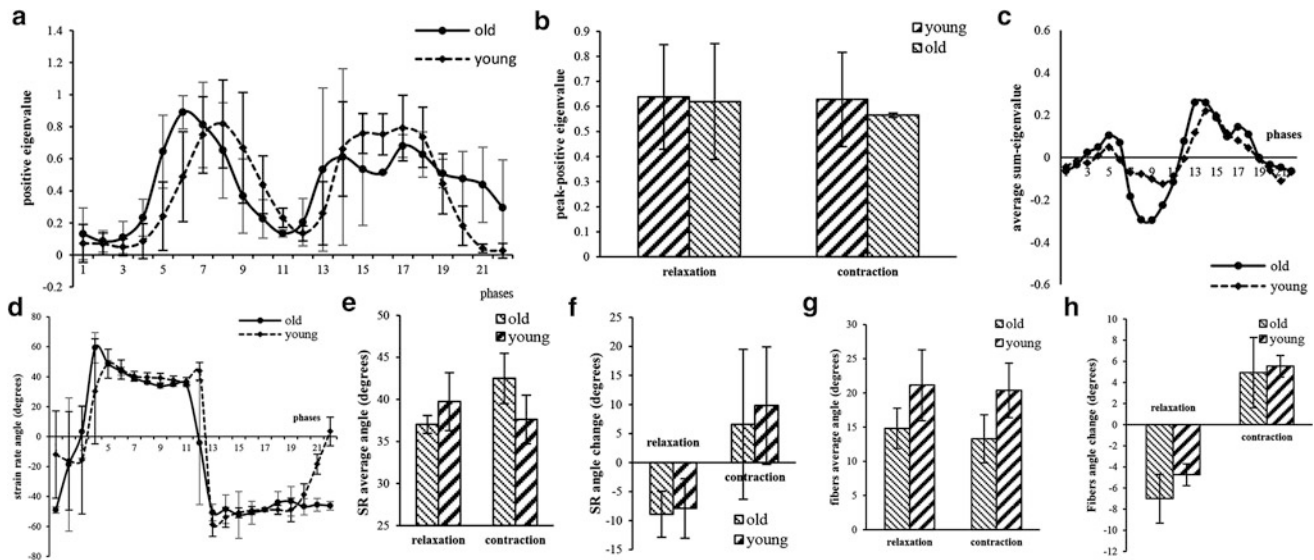 a
old
young
positive eigenvalue
1.4
1.2
1
0.8
0.6
0.4
0.2
0
-0.2
1 3 5 7 9 11 13 15 17 19 21
phases
b
young
old
peak-positive eigenvalue
0.9
0.8
0.7
0.6
0.5
0.4
0.3
0.2
0.1
0
relaxation contraction
c
average sum-eigenvalue
0.6
0.4
0.2
0
-0.2
-0.4
-0.6
phases
1 3 5 7 9 11 13 15 17 19 21
old
young
d
old
young
strain rate angle (degrees)
80
60
40
20
0
-20
-40
-60
-80
phases
1 3 5 7 9 11 13 15 17 19 21
e
old
young
SR average angle (degrees)
45
40
35
30
25
relaxation contraction
f
SR angle change (degrees)
25
20
15
10
5
0
-5
-10
-15
relaxation
contraction
old
young
g
old
young
fibers average angle (degrees)
30
25
20
15
10
5
0
relaxation contraction
h
old
young
Fibers angle change (degrees)
10
8
6
4
2
0
-2
-4
-6
-8
-10
relaxation
contraction